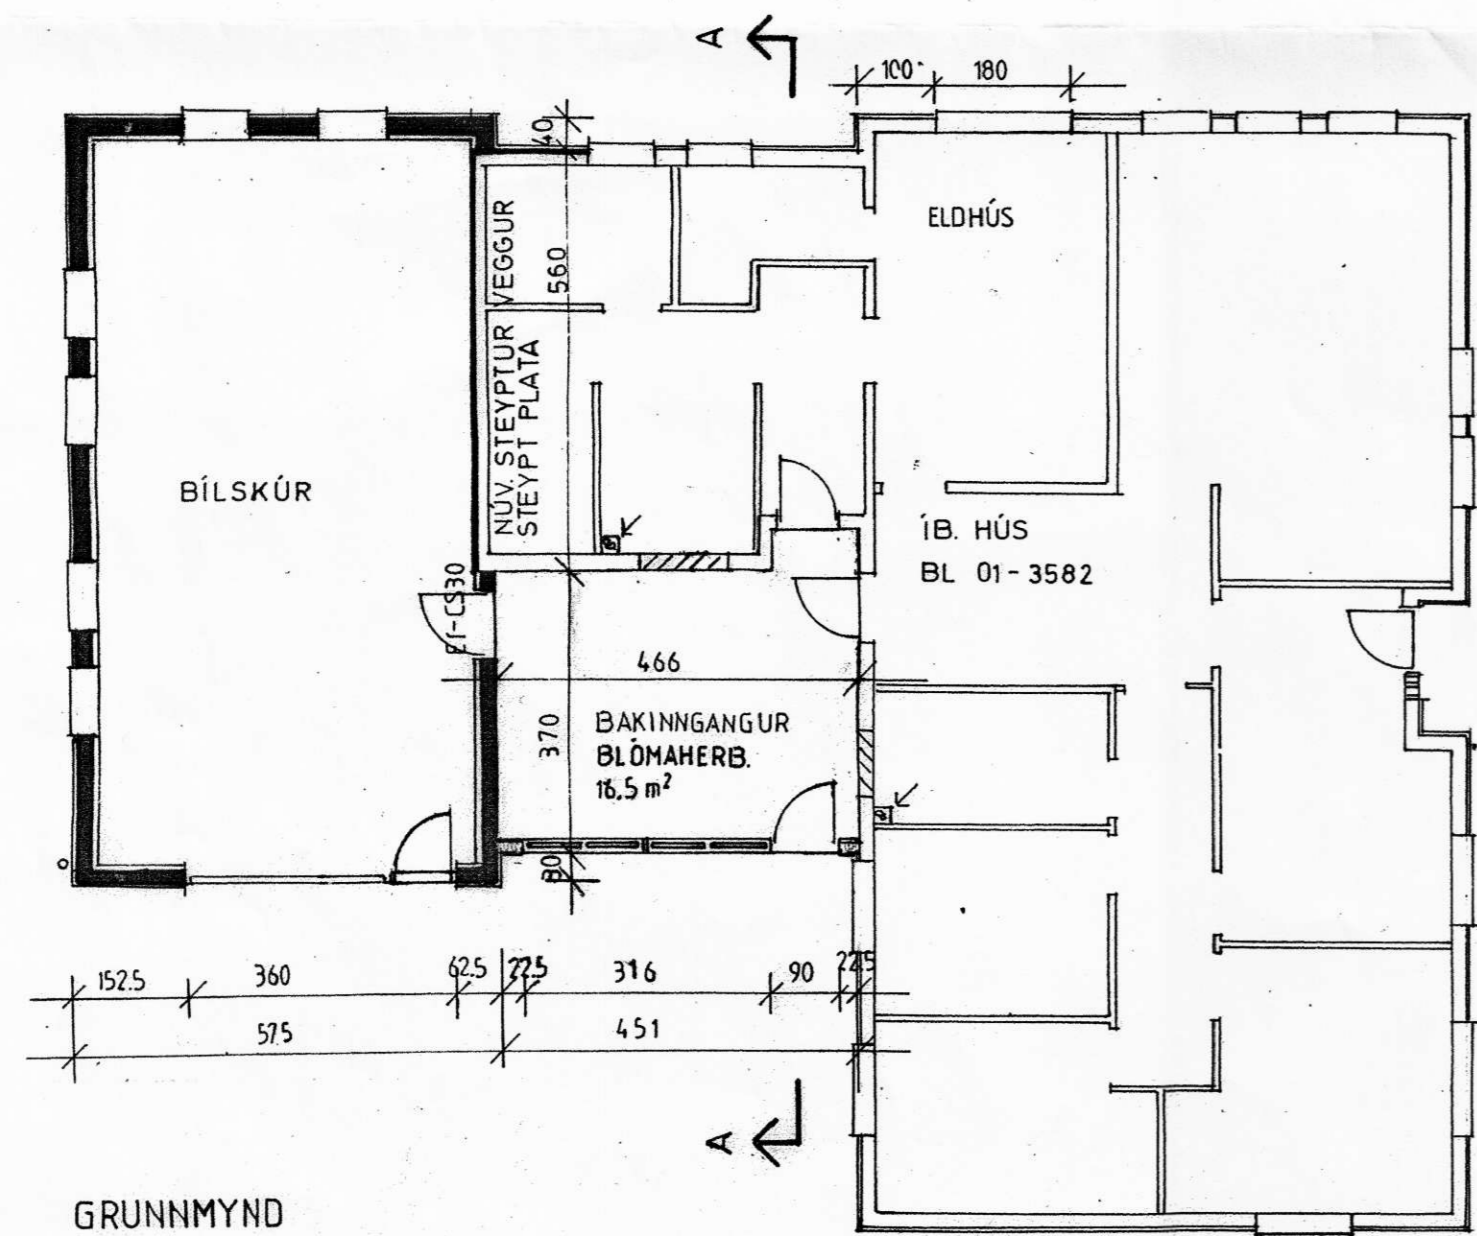 A
100
180
40
ELDHÚS
VEGGUR
560
NÚV. STEYPTUR
STEYPT PLATA
BÍLSKÚR
ÍB. HÚS
BL 01-3582
EI-CS30
466
370
BAKINNGANGUR
BLÓMAHERB.
16,5 m²
152.5
360
62.5
22.5
316
90
22.5
575
451
A
GRUNNMYND